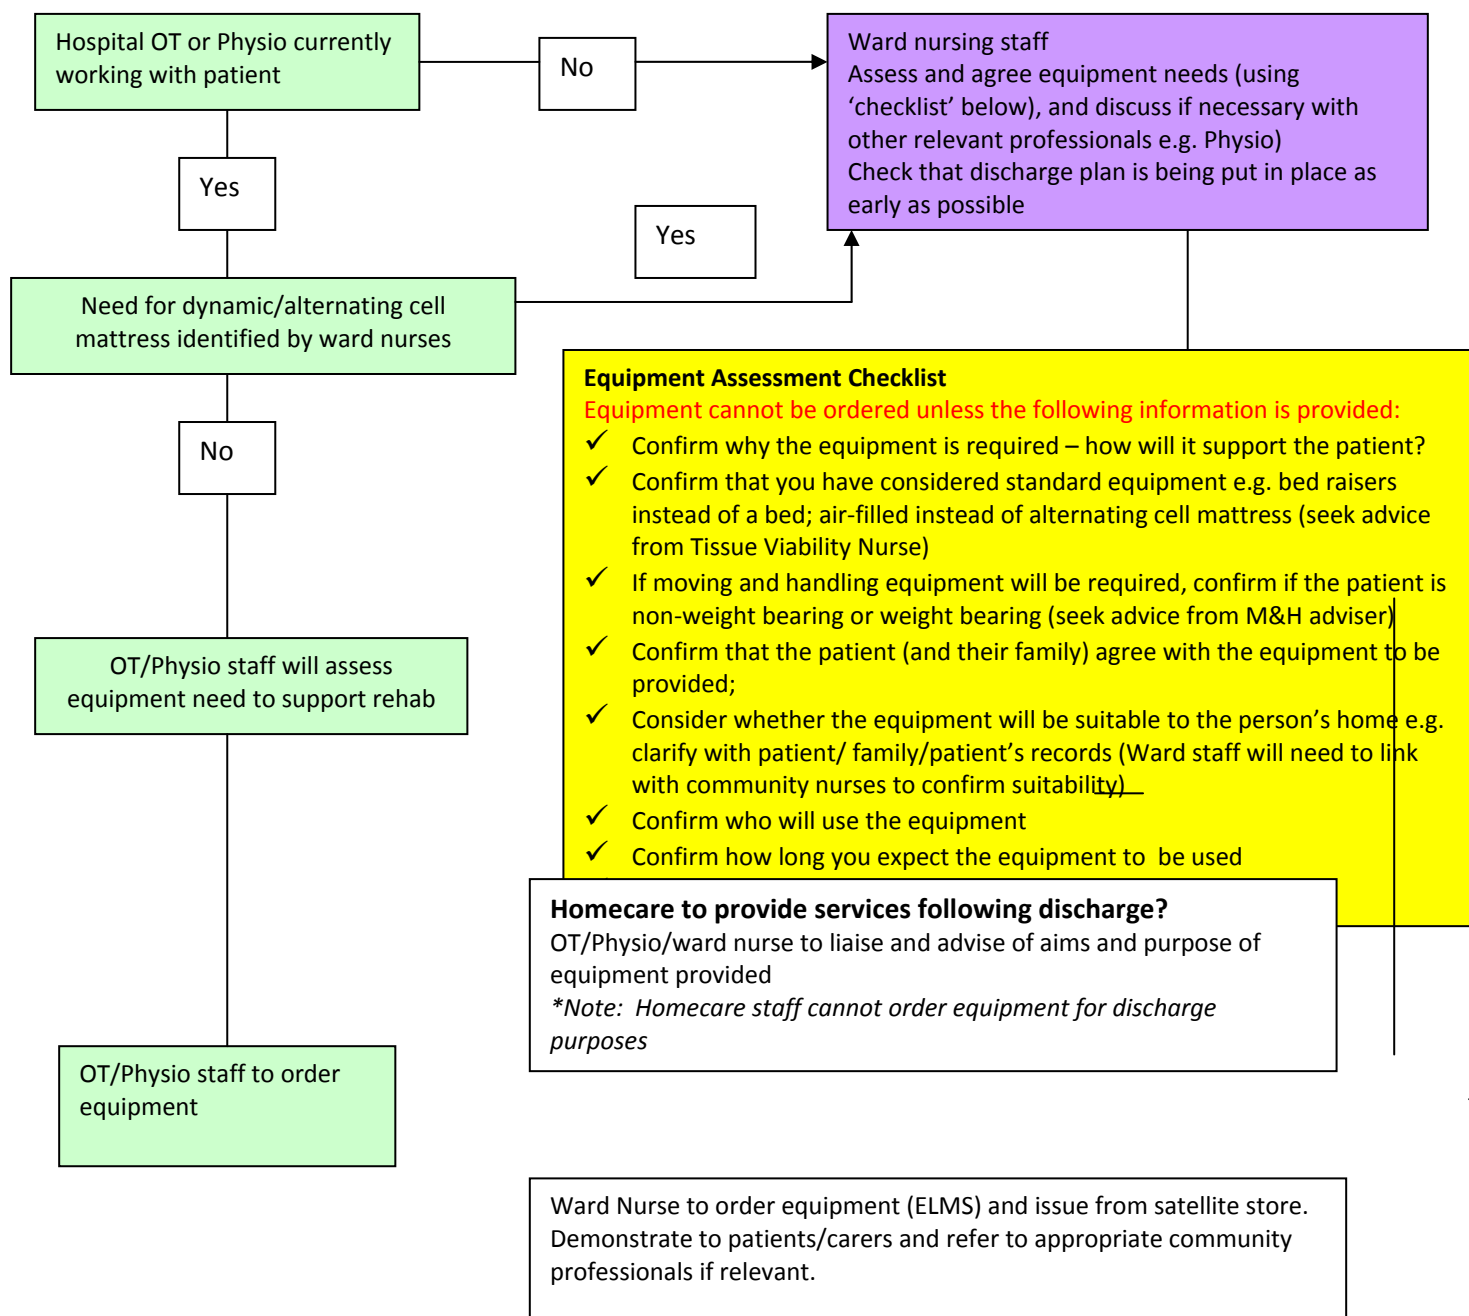 Hospital OT or Physio currently
working with patient
No
Ward nursing staff
Assess and agree equipment needs (using
‘checklist’ below), and discuss if necessary with
other relevant professionals e.g. Physio)
Check that discharge plan is being put in place as
early as possible
Yes
Yes
Need for dynamic/alternating cell
mattress identified by ward nurses
No
Equipment Assessment Checklist
Equipment cannot be ordered unless the following information is provided:
✓ Confirm why the equipment is required – how will it support the patient?
✓ Confirm that you have considered standard equipment e.g. bed raisers
instead of a bed; air-filled instead of alternating cell mattress (seek advice
from Tissue Viability Nurse)
✓ If moving and handling equipment will be required, confirm if the patient is
non-weight bearing or weight bearing (seek advice from M&H adviser)
✓ Confirm that the patient (and their family) agree with the equipment to be
provided;
✓ Consider whether the equipment will be suitable to the person’s home e.g.
clarify with patient/ family/patient’s records (Ward staff will need to link
with community nurses to confirm suitability)
✓ Confirm who will use the equipment
✓ Confirm how long you expect the equipment to  be used
OT/Physio staff will assess
equipment need to support rehab
Homecare to provide services following discharge?
OT/Physio/ward nurse to liaise and advise of aims and purpose of
equipment provided
*Note:  Homecare staff cannot order equipment for discharge
purposes
OT/Physio staff to order
equipment
Ward Nurse to order equipment (ELMS) and issue from satellite store.
Demonstrate to patients/carers and refer to appropriate community
professionals if relevant.